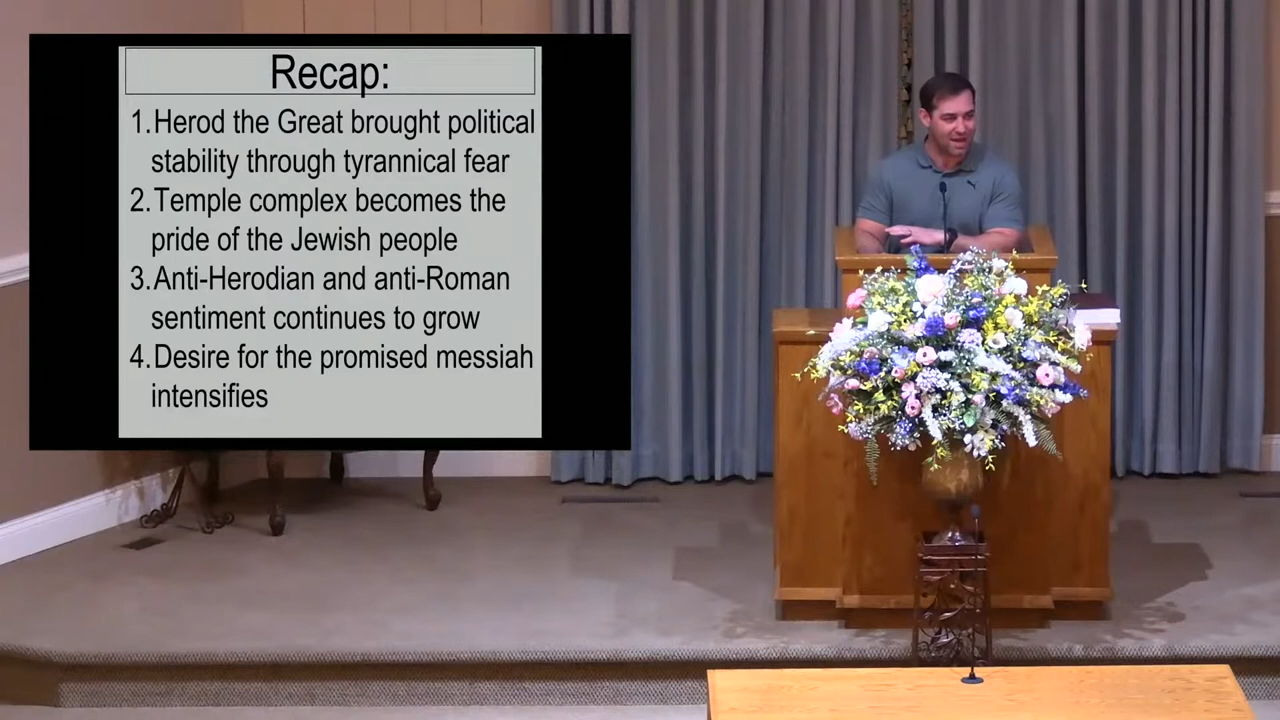 Recap:
1.Herod the Great brought political
stability through tyrannical fear
2.Temple complex becomes the
pride of the Jewish people
3.Anti-Herodian and anti-Roman
sentiment continues to grow
4.Desire for the promised messiah
intensifies